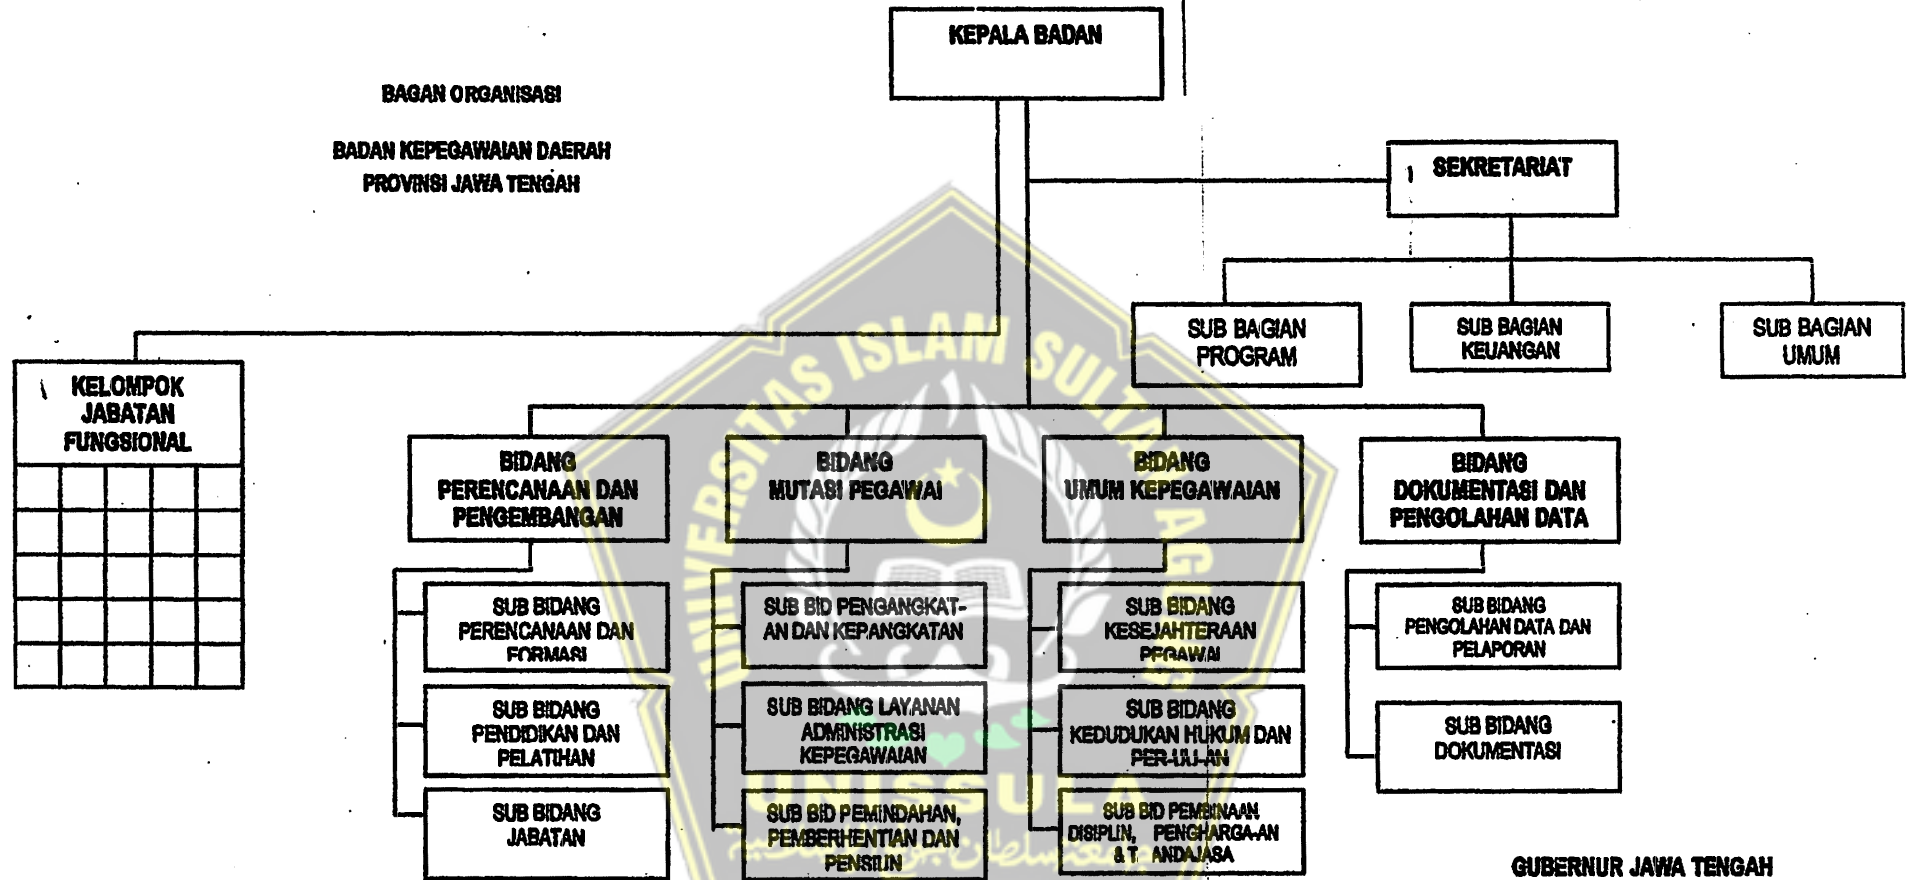 KEPALA BADAN
BAGAN ORGANISASI
BADAN KEPEGAWAIAN DAERAH
PROVINSI JAWA TENGAH
SEKRETARIAT
SUB BAGIAN
PROGRAM
SUB BAGIAN
KEUANGAN
SUB BAGIAN
UMUM
KELOMPOK
JABATAN
FUNGSIONAL
BIDANG
PERENCANAAN DAN
PENGEMBANGAN
BIDANG
MUTASI PEGAWAI
BIDANG
UMUM KEPEGAWAIAN
BIDANG
DOKUMENTASI DAN
PENGOLAHAN DATA
SUB BIDANG
PERENCANAAN DAN
FORMASI
SUB BIDANG
PENDIDIKAN DAN
PELATIHAN
SUB BIDANG
JABATAN
SUB BID PENGANGKAT-
AN DAN KEPANGKATAN
SUB BIDANG LAYANAN
ADMINISTRASI
KEPEGAWAIAN
SUB BID PEMINDAHAN,
PEMBERHENTIAN DAN
PENSIUN
SUB BIDANG
KESEJAHTERAAN
PEGAWAI
SUB BIDANG
KEDUDUKAN HUKUM DAN
PER-UU-AN
SUB BID PEMBINAAN
DISIPLIN, PENGHARGA-AN
& T ANDAJASA
SUB BIDANG
PENGOLAHAN DATA DAN
PELAPORAN
SUB BIDANG
DOKUMENTASI
GUBERNUR JAWA TENGAH
UNIVERSITAS ISLAM SULTAN AGUNG
UNISSULA